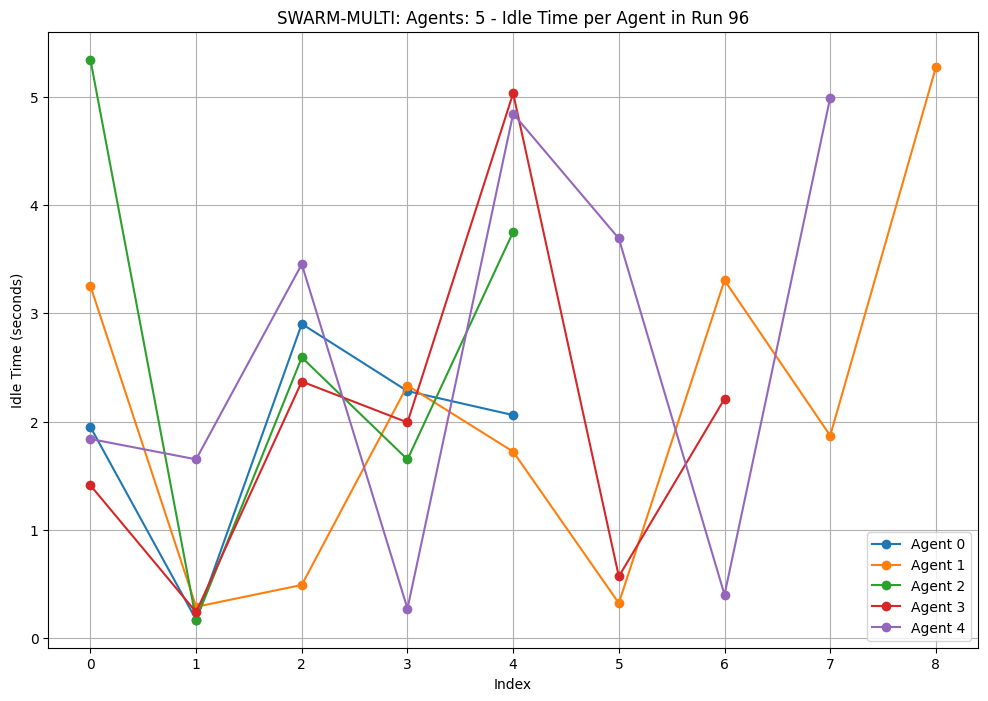 SWARM-MULTI: Agents: 5 - Idle Time per Agent in Run 96
Idle Time (seconds)
5
4
3
2
1
0
0 1 2 3 4 5 6 7 8
Index
Agent 0
Agent 1
Agent 2
Agent 3
Agent 4